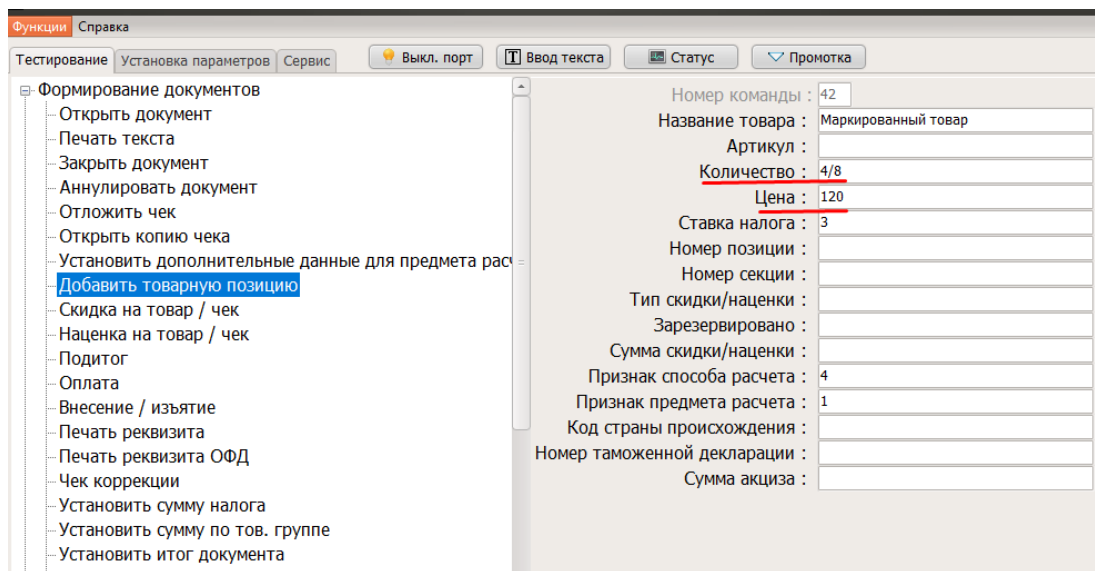 Функции Справка
Тестирование Установка параметров Сервис Выкл. порт Ввод текста Статус Промотка
Формирование документов
Открыть документ
Печать текста
Закрыть документ
Аннулировать документ
Отложить чек
Открыть копию чека
Установить дополнительные данные для предмета
Добавить товарную позицию
Скидка на товар / чек
Наценка на товар / чек
Подитог
Оплата
Внесение / изъятие
Печать реквизита
Печать реквизита ОФД
Чек коррекции
Установить сумму налога
Установить сумму по тов. группе
Установить итог документа
Номер команды : 42
Название товара : Маркированный товар
Артикул :
Количество : 4/8
Цена : 120
Ставка налога : 3
Номер позиции :
Номер секции :
Тип скидки/наценки :
Зарезервировано :
Сумма скидки/наценки :
Признак способа расчета : 4
Признак предмета расчета : 1
Код страны происхождения :
Номер таможенной декларации :
Сумма акциза :